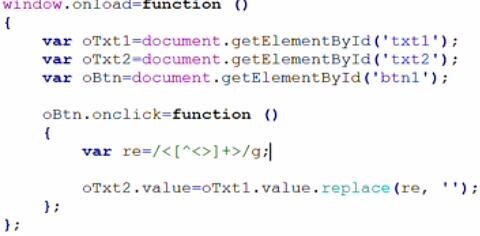 window.onload=function ()
{
var oTxt1=document.getElementById('txt1');
var oTxt2=document.getElementById('txt2');
var oBtn=document.getElementById('btn1');
oBtn.onclick=function ()
{
var re=/<[^<>]+>/g;
oTxt2.value=oTxt1.value.replace(re, '');
};
};